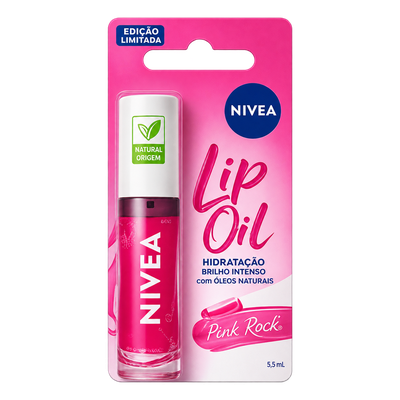 EDIÇÃO
LIMITADA
NIVEA
NATURAL
ORIGEM
NIVEA
Lip
Oil
HIDRATAÇÃO
BRILHO INTENSO
com ÓLEOS NATURAIS
Pink Rock
5,5 mL